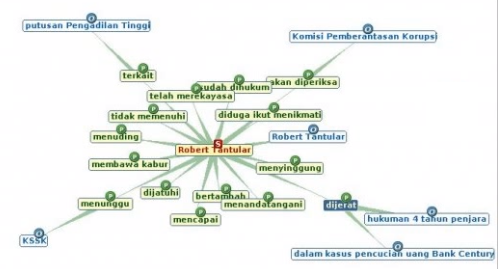 putusan Pengadilan Tinggi
Komisi Pemberantasan Korupsi
terkait
sudah dihukum
akan diperiksa
telah merekayasa
tidak memenuhi
diduga ikut menikmati
menuding
Robert Tantular
Robert Tantular
membawa kabur
menyinggung
dijatuhi
bertambah
menunggu
menandatangani
dijerat
mencapai
hukuman 4 tahun penjara
KSSK
dalam kasus pencucian uang Bank Century